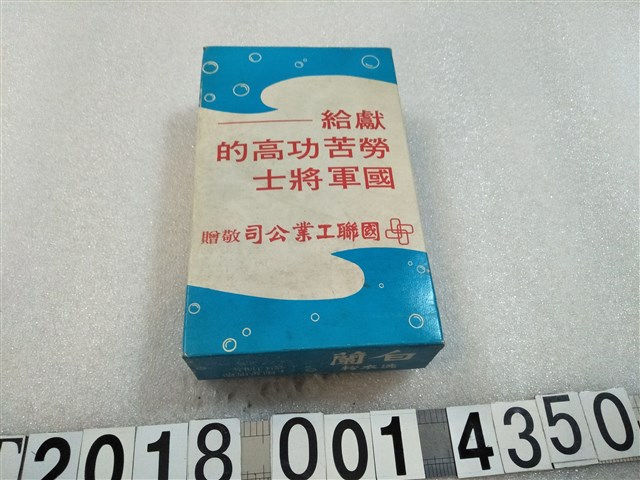 獻給——
勞苦功高的
國軍將士
國聯工業公司敬贈
白蘭
2018 001 4350